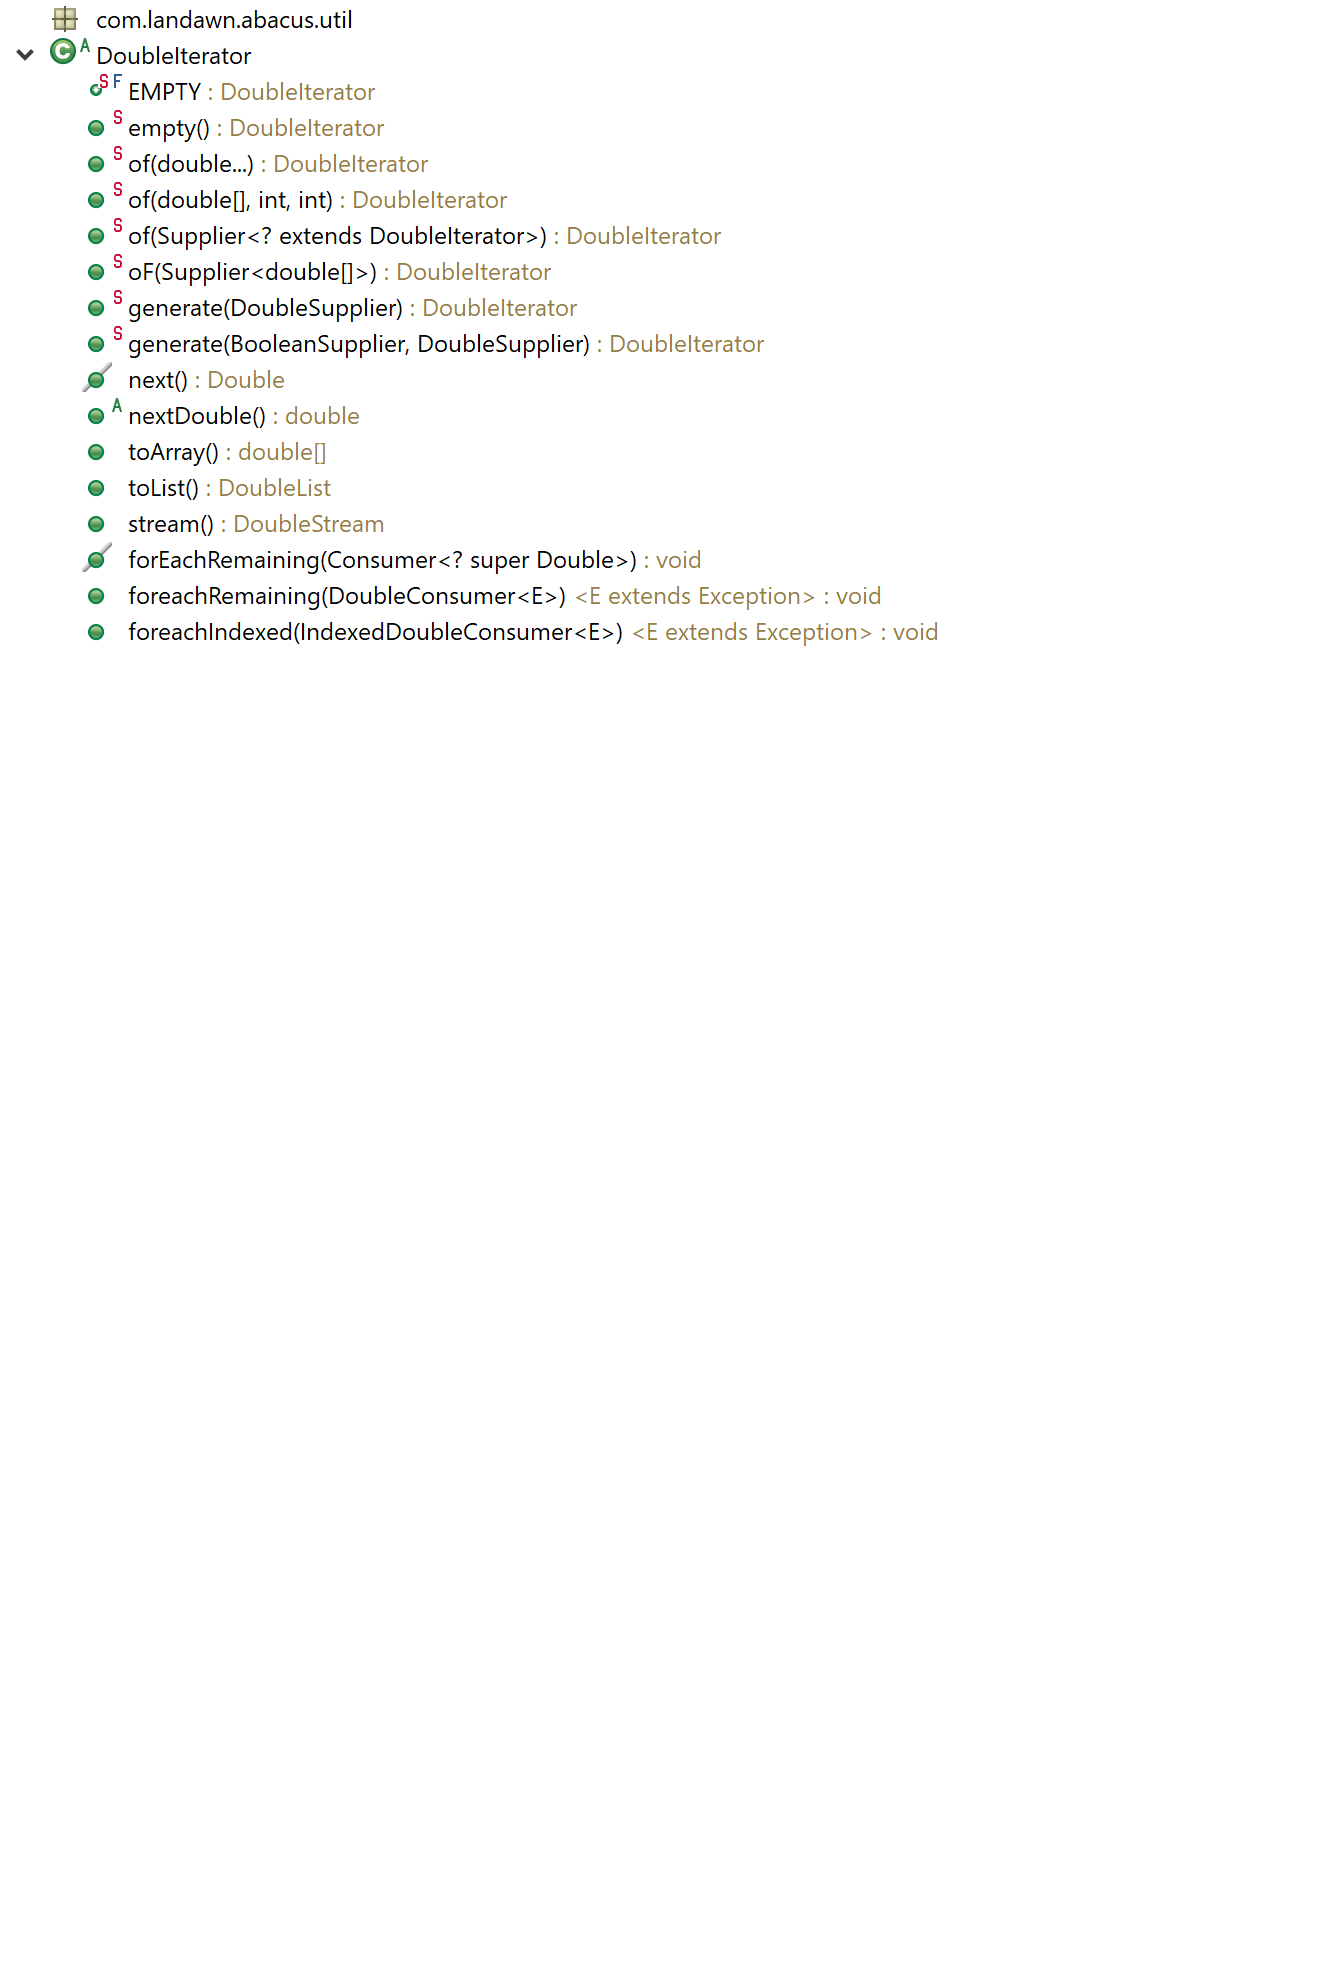 com.landawn.abacus.util
A DoubleIterator
S F EMPTY : DoubleIterator
S empty() : DoubleIterator
S of(double...) : DoubleIterator
S of(double[], int, int) : DoubleIterator
S of(Supplier<? extends DoubleIterator>) : DoubleIterator
S oF(Supplier<double[]>) : DoubleIterator
S generate(DoubleSupplier) : DoubleIterator
S generate(BooleanSupplier, DoubleSupplier) : DoubleIterator
next() : Double
A nextDouble() : double
toArray() : double[]
toList() : DoubleList
stream() : DoubleStream
forEachRemaining(Consumer<? super Double>) : void
foreachRemaining(DoubleConsumer<E>) <E extends Exception> : void
foreachIndexed(IndexedDoubleConsumer<E>) <E extends Exception> : void